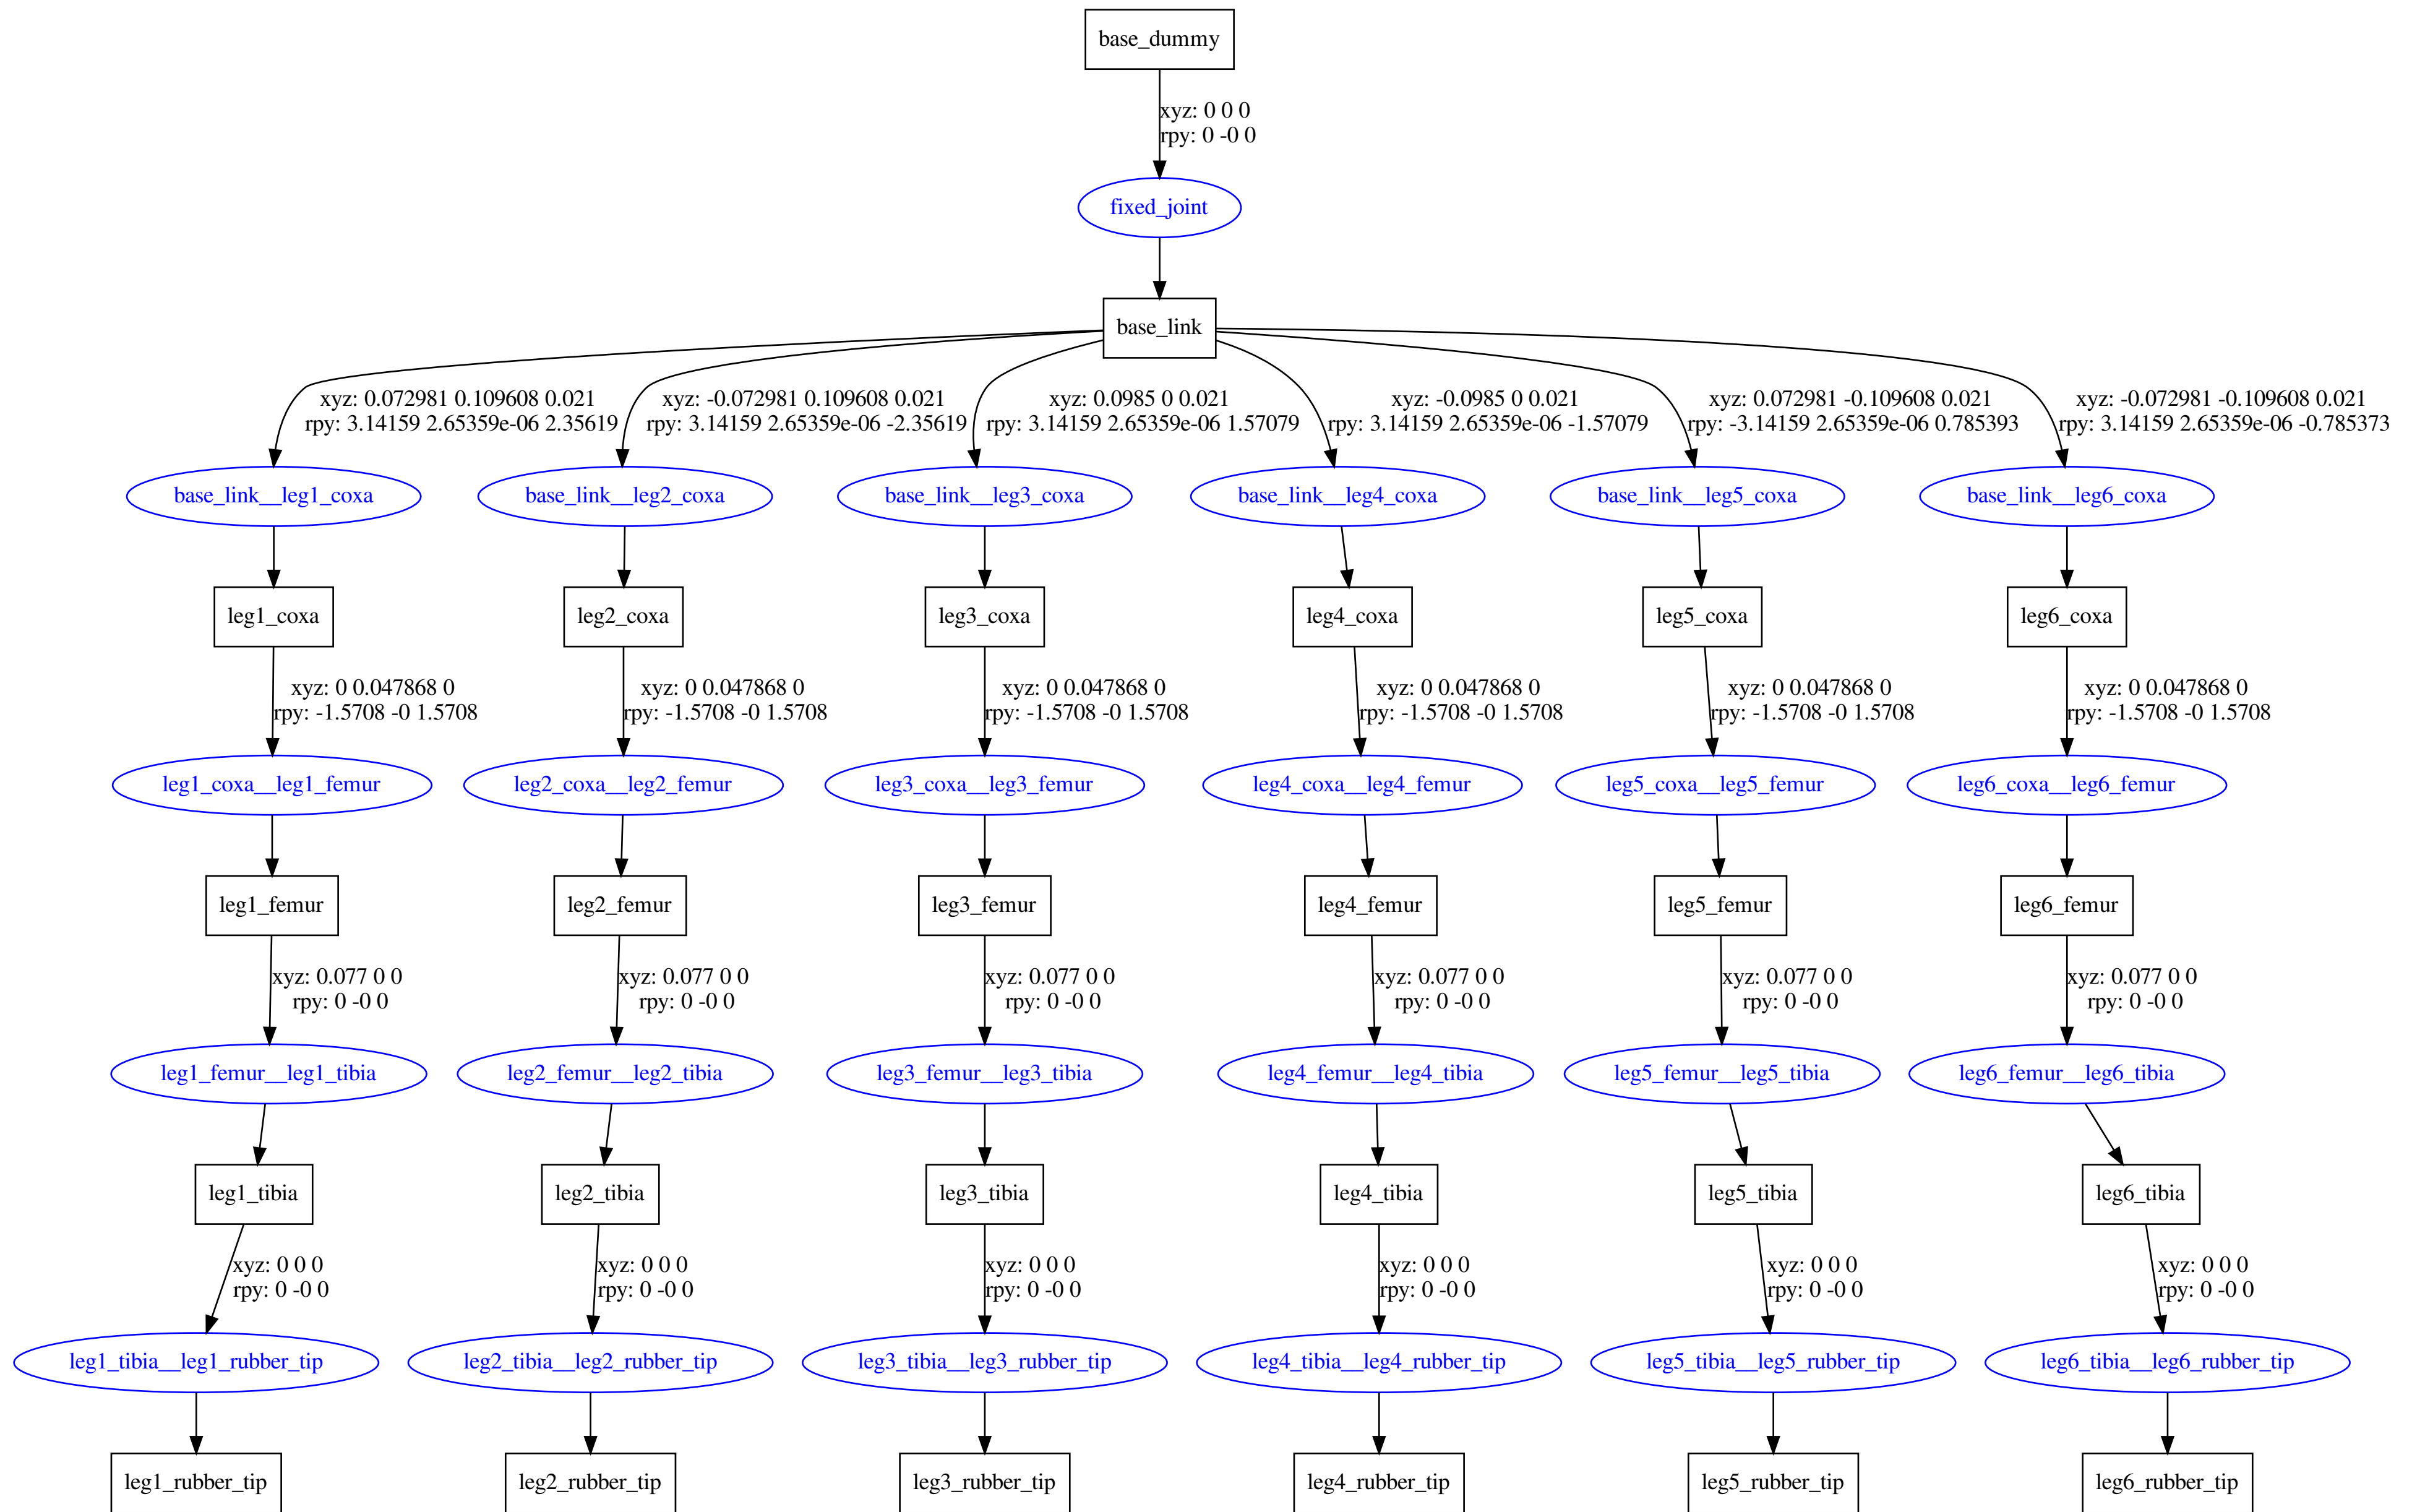 base_dummy
xyz: 0 0 0
rpy: 0 -0 0
fixed_joint
base_link
xyz: 0.072981 0.109608 0.021
rpy: 3.14159 2.65359e-06 2.35619
xyz: -0.072981 0.109608 0.021
rpy: 3.14159 2.65359e-06 -2.35619
xyz: 0.0985 0 0.021
rpy: 3.14159 2.65359e-06 1.57079
xyz: -0.0985 0 0.021
rpy: 3.14159 2.65359e-06 -1.57079
xyz: 0.072981 -0.109608 0.021
rpy: -3.14159 2.65359e-06 0.785393
xyz: -0.072981 -0.109608 0.021
rpy: 3.14159 2.65359e-06 -0.785373
base_link__leg1_coxa
base_link__leg2_coxa
base_link__leg3_coxa
base_link__leg4_coxa
base_link__leg5_coxa
base_link__leg6_coxa
leg1_coxa
leg2_coxa
leg3_coxa
leg4_coxa
leg5_coxa
leg6_coxa
xyz: 0 0.047868 0
rpy: -1.5708 -0 1.5708
xyz: 0 0.047868 0
rpy: -1.5708 -0 1.5708
xyz: 0 0.047868 0
rpy: -1.5708 -0 1.5708
xyz: 0 0.047868 0
rpy: -1.5708 -0 1.5708
xyz: 0 0.047868 0
rpy: -1.5708 -0 1.5708
xyz: 0 0.047868 0
rpy: -1.5708 -0 1.5708
leg1_coxa__leg1_femur
leg2_coxa__leg2_femur
leg3_coxa__leg3_femur
leg4_coxa__leg4_femur
leg5_coxa__leg5_femur
leg6_coxa__leg6_femur
leg1_femur
leg2_femur
leg3_femur
leg4_femur
leg5_femur
leg6_femur
xyz: 0.077 0 0
rpy: 0 -0 0
xyz: 0.077 0 0
rpy: 0 -0 0
xyz: 0.077 0 0
rpy: 0 -0 0
xyz: 0.077 0 0
rpy: 0 -0 0
xyz: 0.077 0 0
rpy: 0 -0 0
xyz: 0.077 0 0
rpy: 0 -0 0
leg1_femur__leg1_tibia
leg2_femur__leg2_tibia
leg3_femur__leg3_tibia
leg4_femur__leg4_tibia
leg5_femur__leg5_tibia
leg6_femur__leg6_tibia
leg1_tibia
leg2_tibia
leg3_tibia
leg4_tibia
leg5_tibia
leg6_tibia
xyz: 0 0 0
rpy: 0 -0 0
xyz: 0 0 0
rpy: 0 -0 0
xyz: 0 0 0
rpy: 0 -0 0
xyz: 0 0 0
rpy: 0 -0 0
xyz: 0 0 0
rpy: 0 -0 0
xyz: 0 0 0
rpy: 0 -0 0
leg1_tibia__leg1_rubber_tip
leg2_tibia__leg2_rubber_tip
leg3_tibia__leg3_rubber_tip
leg4_tibia__leg4_rubber_tip
leg5_tibia__leg5_rubber_tip
leg6_tibia__leg6_rubber_tip
leg1_rubber_tip
leg2_rubber_tip
leg3_rubber_tip
leg4_rubber_tip
leg5_rubber_tip
leg6_rubber_tip